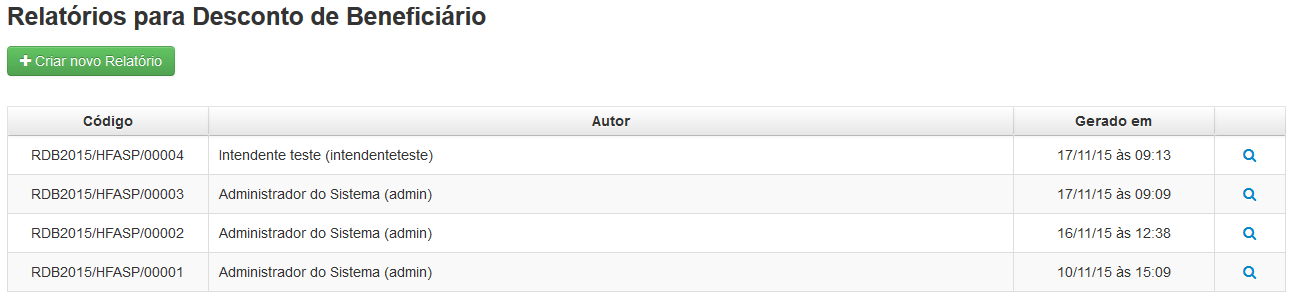 Relatórios para Desconto de Beneficiário
Criar novo Relatório
Código Autor Gerado em
RDB2015/HFASP/00004 Intendente teste (intendenteteste) 17/11/15 às 09:13
RDB2015/HFASP/00003 Administrador do Sistema (admin) 17/11/15 às 09:09
RDB2015/HFASP/00002 Administrador do Sistema (admin) 16/11/15 às 12:38
RDB2015/HFASP/00001 Administrador do Sistema (admin) 10/11/15 às 15:09